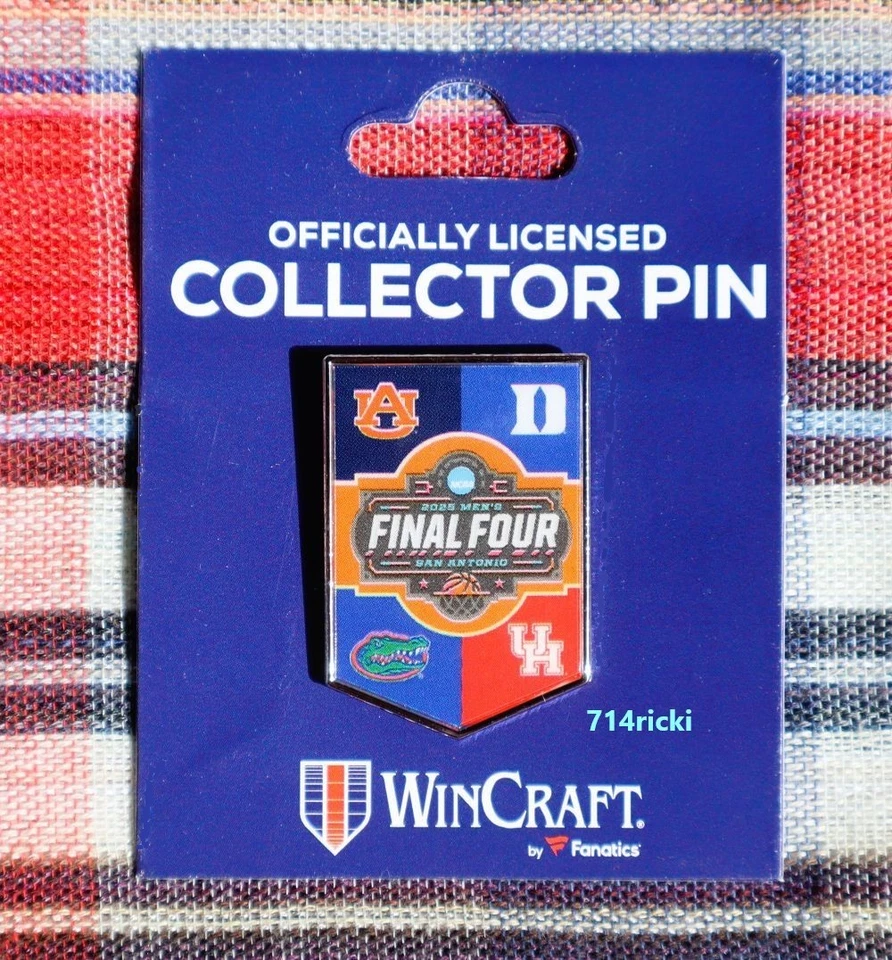 OFFICIALLY LICENSED
COLLECTOR PIN
AU
D
NCAA
2025 MEN'S
FINAL FOUR
SAN ANTONIO
UH
714ricki
WINCRAFT®
by Fanatics